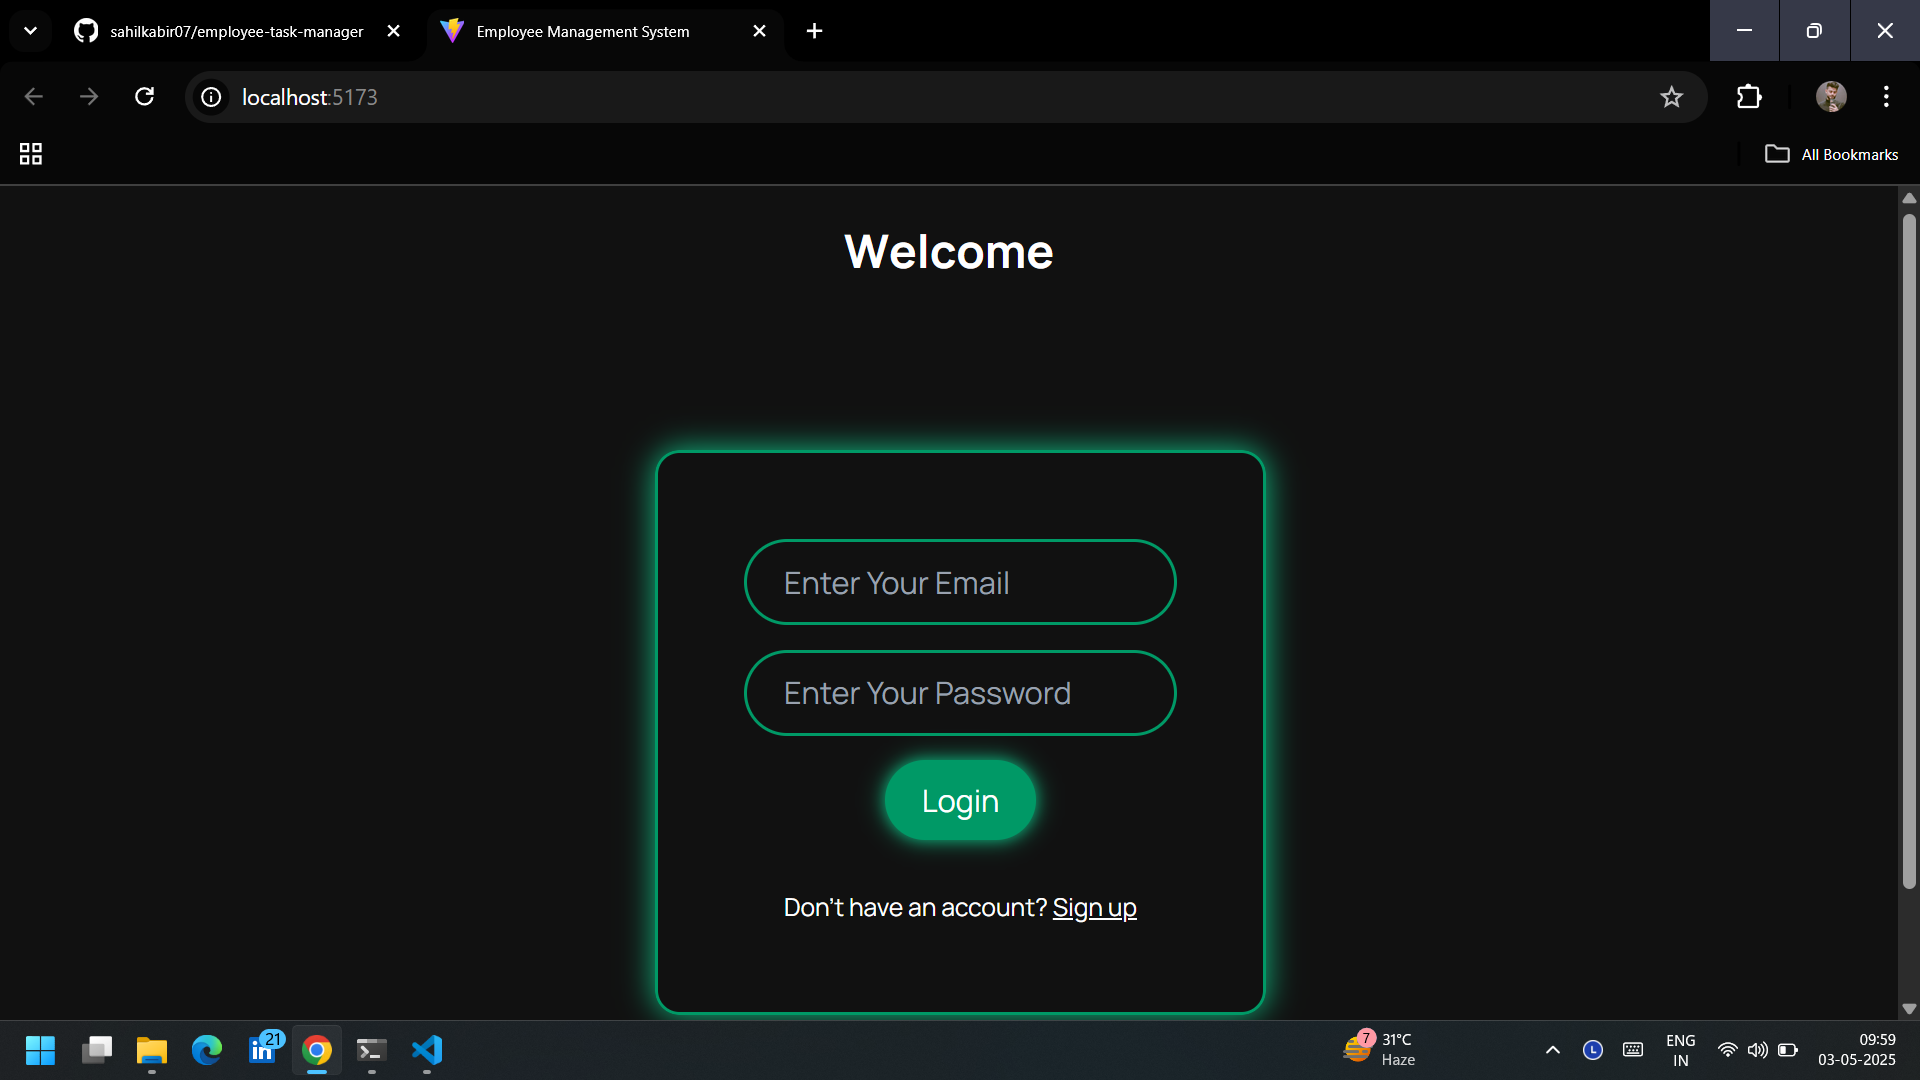 sahilkabir07/employee-task-manager
Employee Management System
localhost:5173
All Bookmarks
Welcome
Enter Your Email
Enter Your Password
Login
Don't have an account? Sign up
in 21
7
31°C
Haze
L
ENG
IN
09:59
03-05-2025